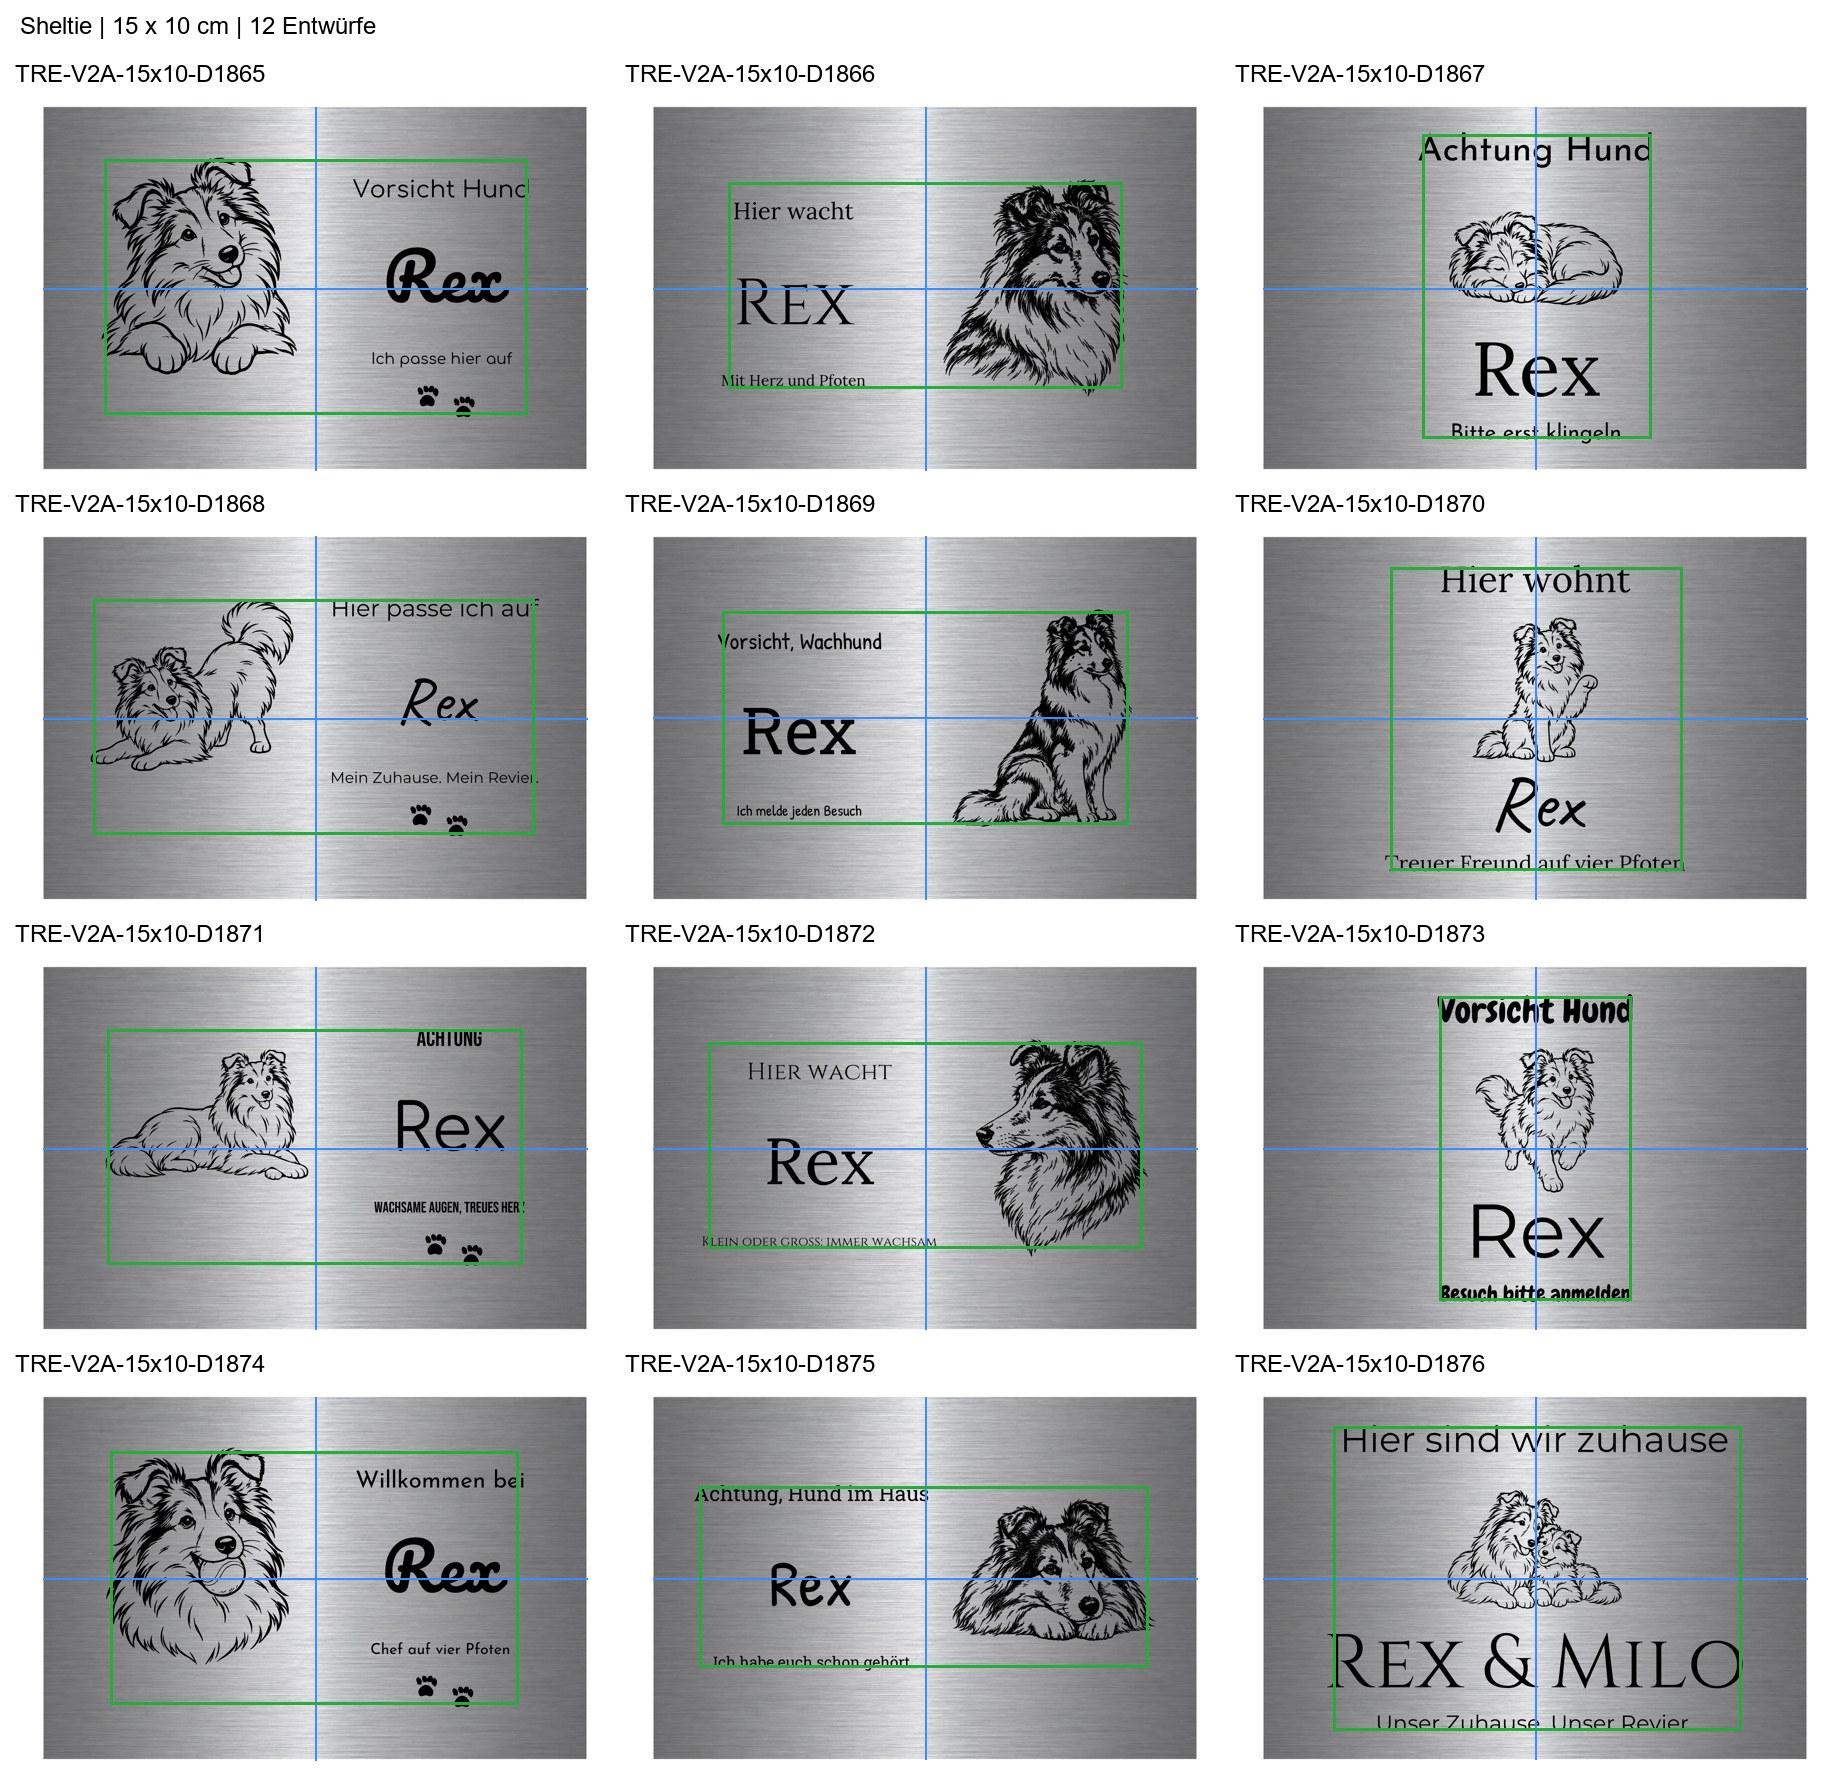 Sheltie | 15 x 10 cm | 12 Entwürfe
TRE-V2A-15x10-D1865
TRE-V2A-15x10-D1866
TRE-V2A-15x10-D1867
Vorsicht Hund
Rex
Ich passe hier auf
Hier wacht
Rex
Mit Herz und Pfoten
Achtung Hund
Rex
Bitte erst klingeln
TRE-V2A-15x10-D1868
TRE-V2A-15x10-D1869
TRE-V2A-15x10-D1870
Hier passe ich auf
Rex
Mein Zuhause. Mein Revier.
Vorsicht, Wachhund
Rex
Ich melde jeden Besuch
Hier wohnt
Rex
Treuer Freund auf vier Pfoten
TRE-V2A-15x10-D1871
TRE-V2A-15x10-D1872
TRE-V2A-15x10-D1873
ACHTUNG
Rex
WACHSAME AUGEN, TREUES HERZ
Hier wacht
Rex
Klein oder gross: immer wachsam
Vorsicht Hund
Rex
Besuch bitte anmelden
TRE-V2A-15x10-D1874
TRE-V2A-15x10-D1875
TRE-V2A-15x10-D1876
Willkommen bei
Rex
Chef auf vier Pfoten
Achtung, Hund im Haus
Rex
Ich habe euch schon gehört
Hier sind wir zuhause
Rex & Milo
Unser Zuhause. Unser Revier.